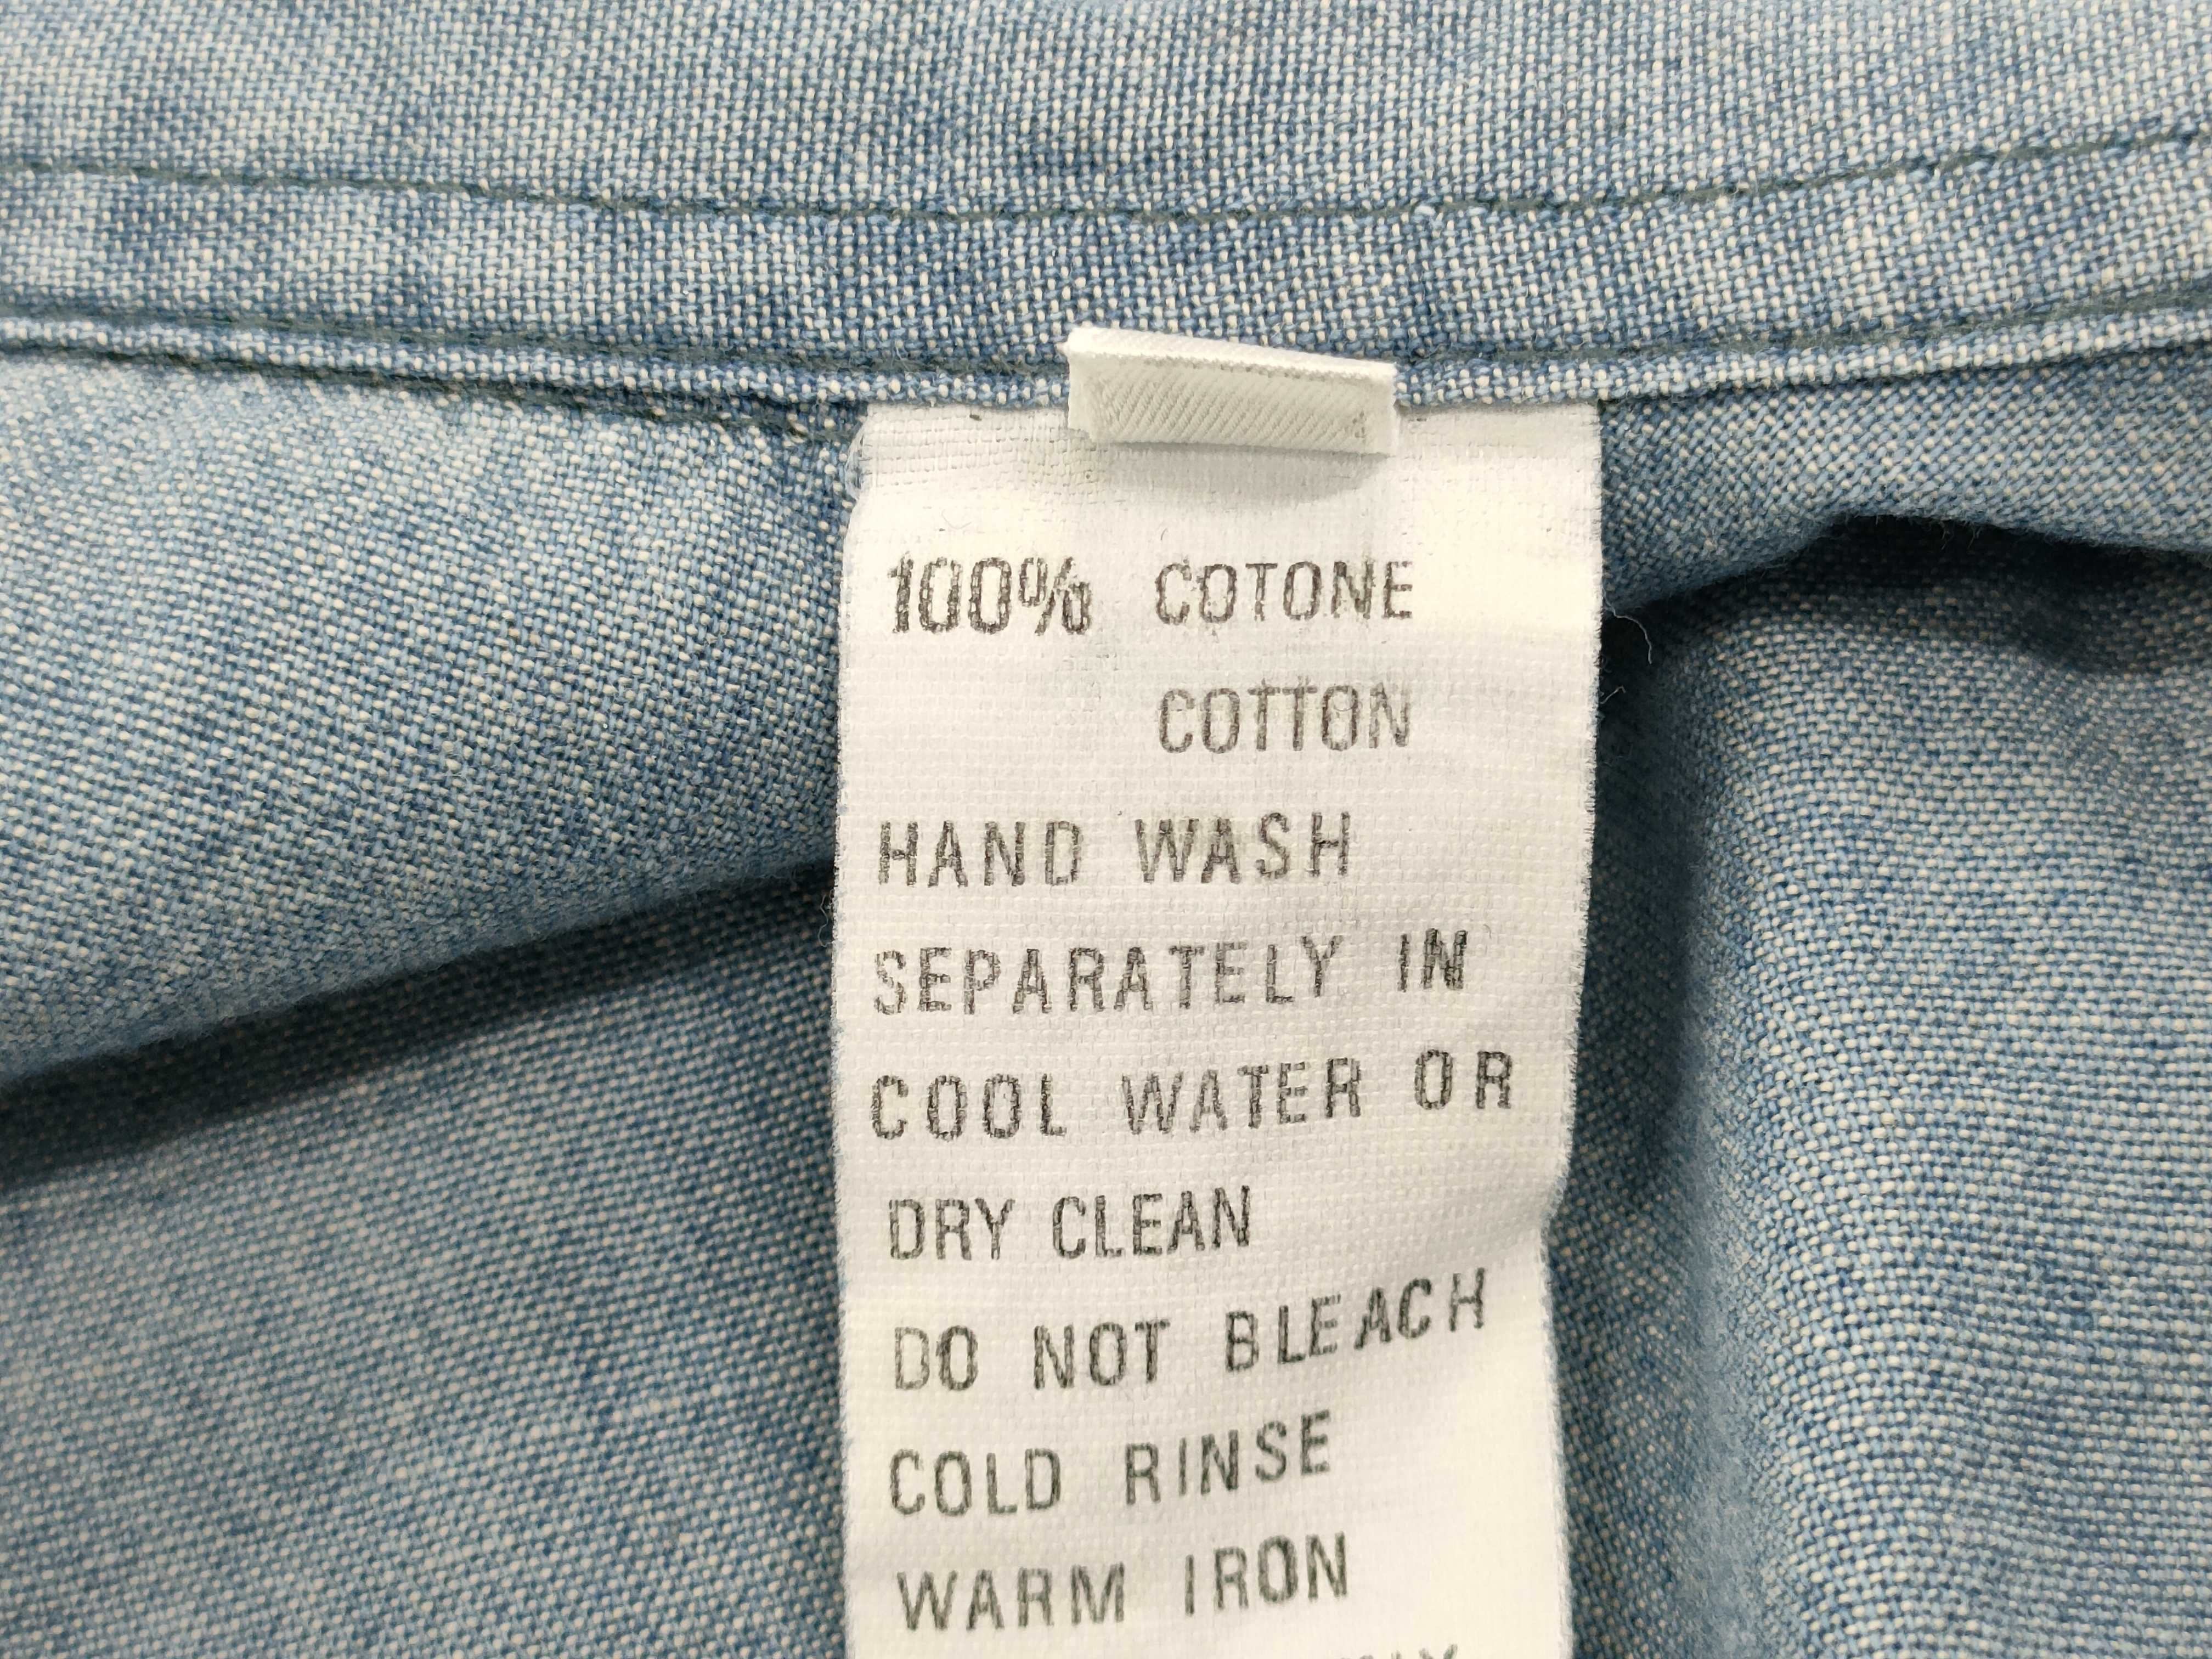 100% COTONE
COTTON
HAND WASH
SEPARATELY IN
COOL WATER OR
DRY CLEAN
DO NOT BLEACH
COLD RINSE
WARM IRON